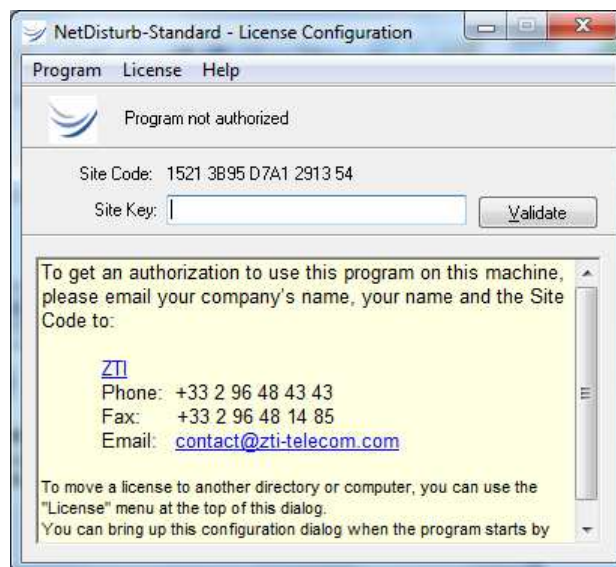 NetDisturb-Standard - License Configuration
Program License Help
Program not authorized
Site Code: 1521 3B95 D7A1 2913 54
Site Key:
Validate
To get an authorization to use this program on this machine,
please email your company's name, your name and the Site
Code to:
ZTI
Phone: +33 2 96 48 43 43
Fax: +33 2 96 48 14 85
Email: contact@zti-telecom.com
To move a license to another directory or computer, you can use the
"License" menu at the top of this dialog.
You can bring up this configuration dialog when the program starts by